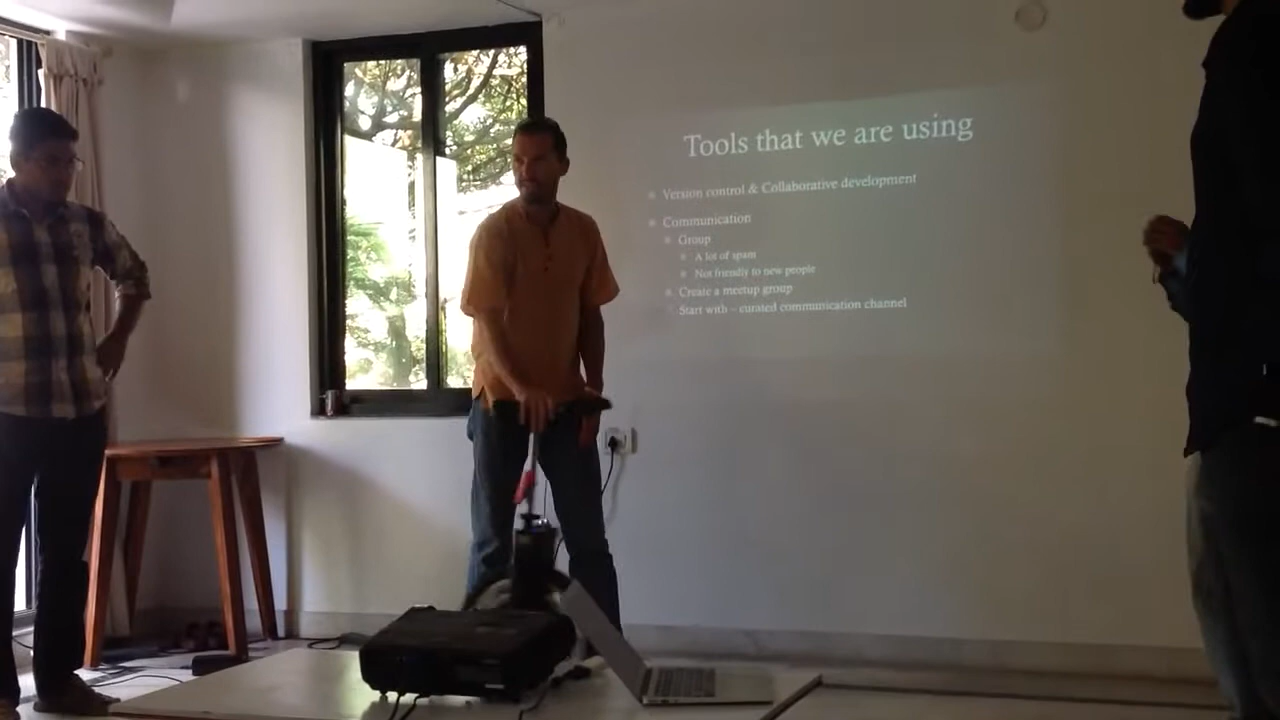 Tools that we are using
Version control & Collaborative development
Communication
Group
A lot of spam
Not friendly to new people
Create a meetup group
Start with – curated communication channel